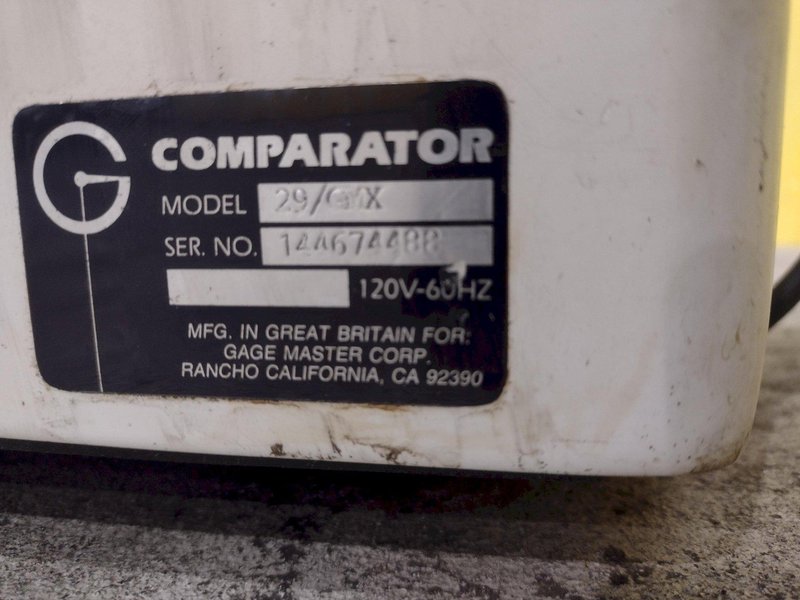 G
COMPARATOR
MODEL
SER. NO. 144674488
120V-60HZ
MFG. IN GREAT BRITAIN FOR:
GAGE MASTER CORP.
RANCHO CALIFORNIA, CA 92390